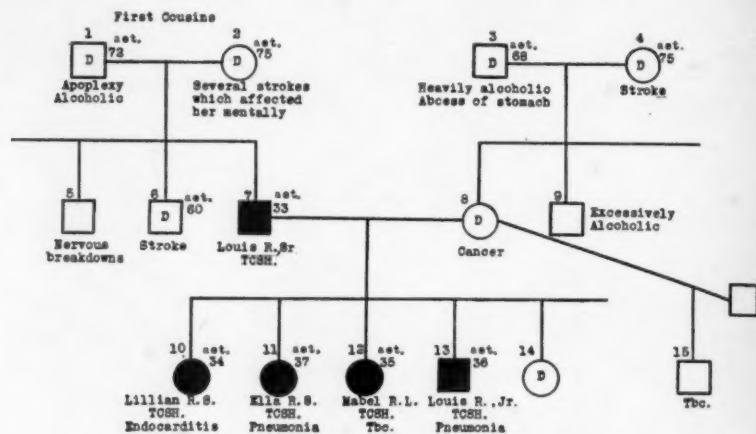 First Cousins
1 aet. 72
D
Apoplexy
Alcoholic
2 aet. 75
D
Several strokes
which affected
her mentally
3 aet. 68
D
Heavily alcoholic
Abcess of stomach
4 aet. 75
D
Stroke
5
Nervous
breakdowns
6 aet. 60
D
Stroke
7 aet. 33
Louis R., Sr
TCSH.
8
D
Cancer
9
Excessively
Alcoholic
10 aet. 34
Lillian R.S.
TCSH.
Endocarditis
11 aet. 37
Ella R.S.
TCSH.
Pneumonia
12 aet. 35
Mabel R.L.
TCSH.
Tbc.
13 aet. 36
Louis R., Jr.
TCSH.
Pneumonia
14
D
15
Tbc.